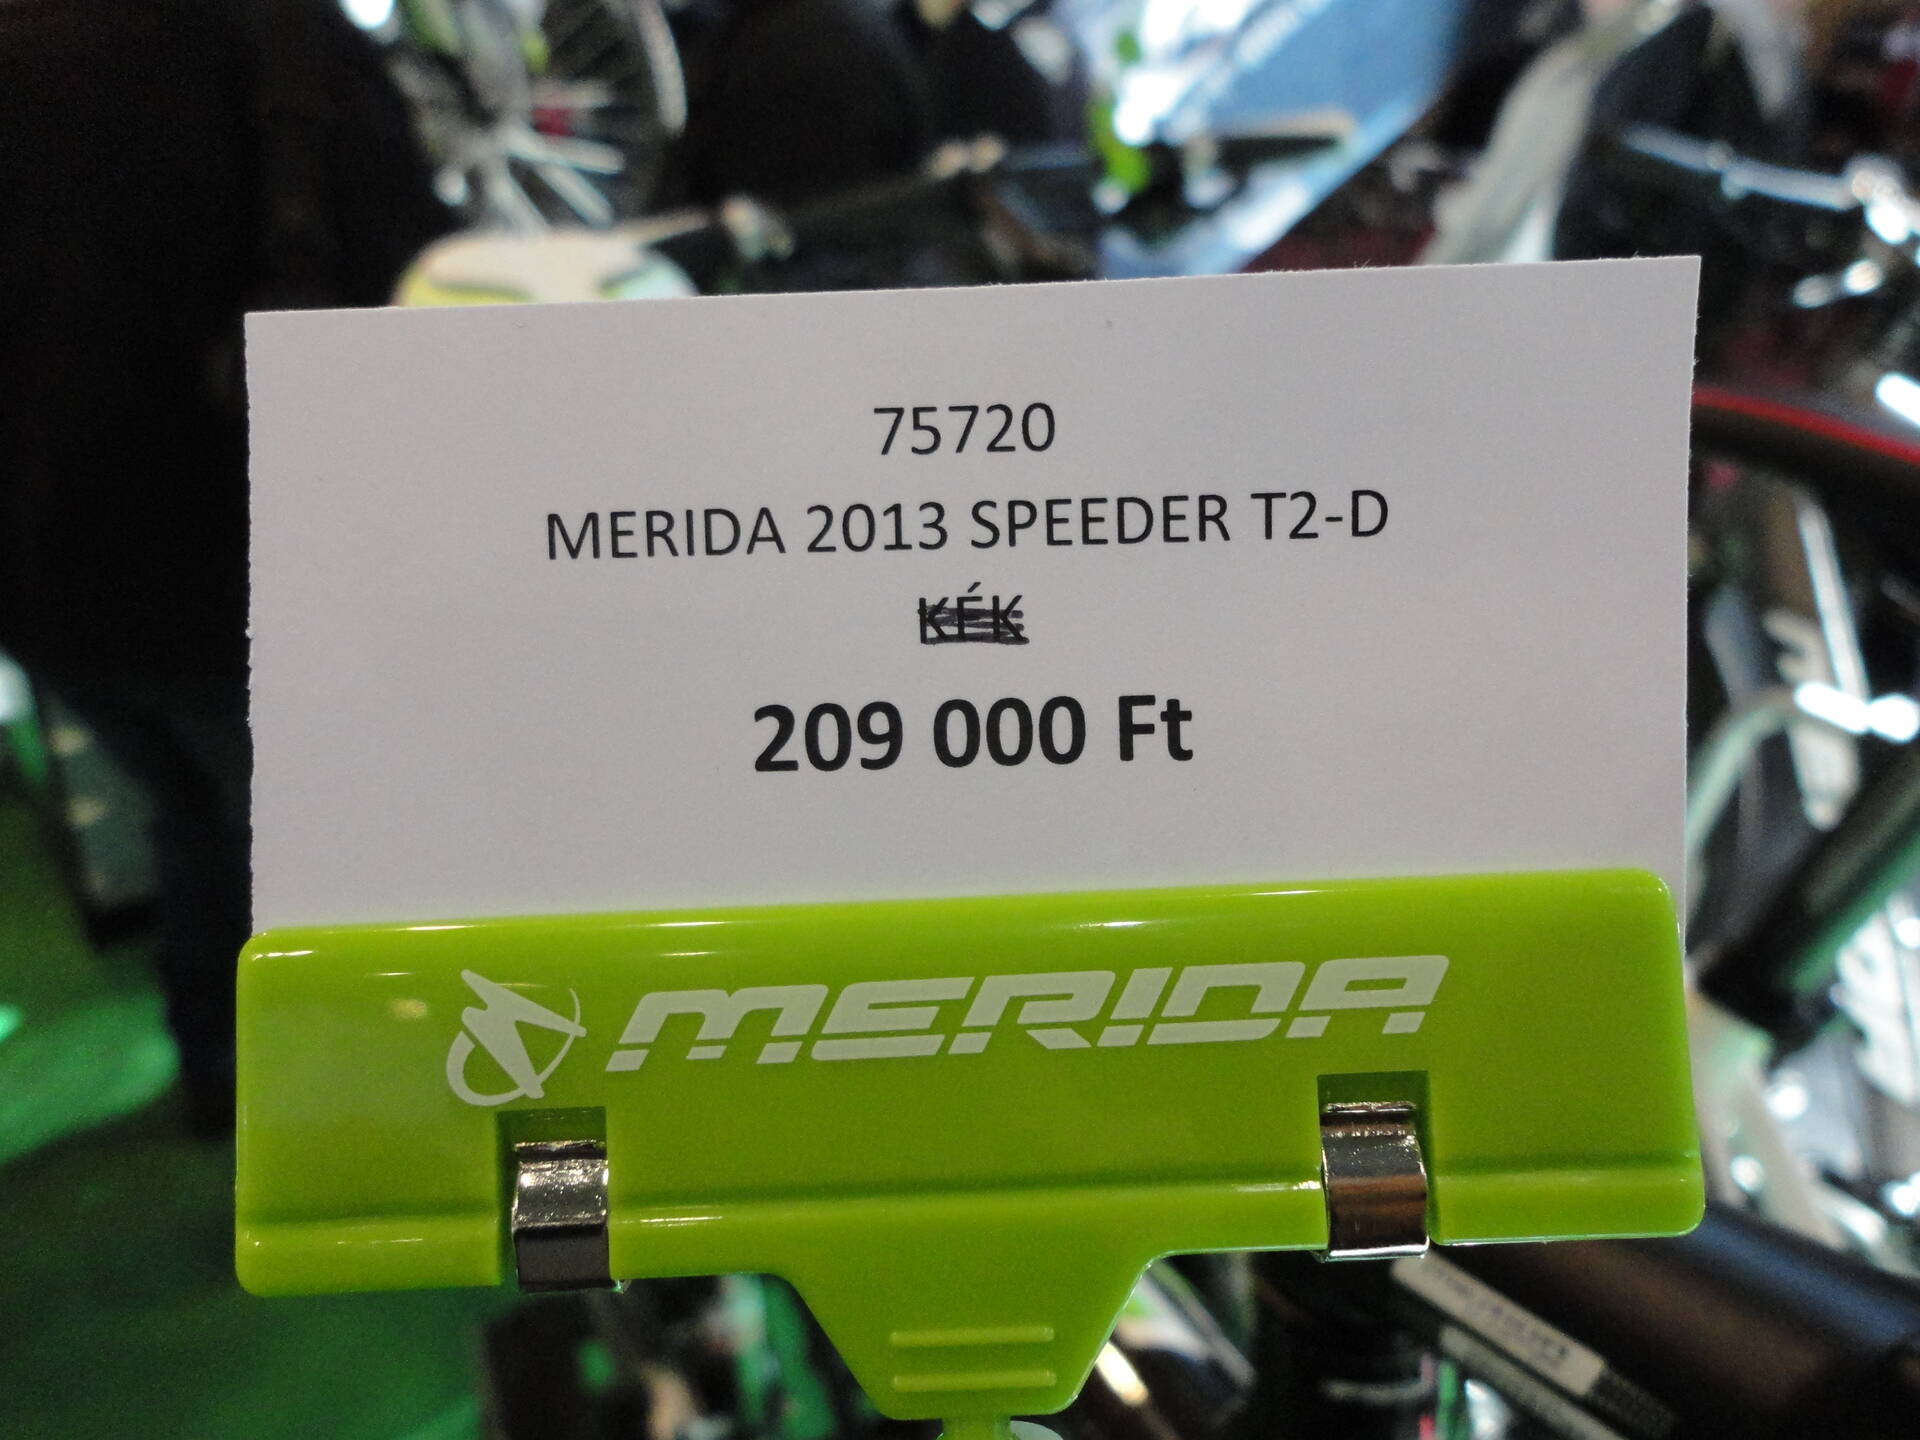 75720
MERIDA 2013 SPEEDER T2-D
KÉK
209 000 Ft
MERIDA